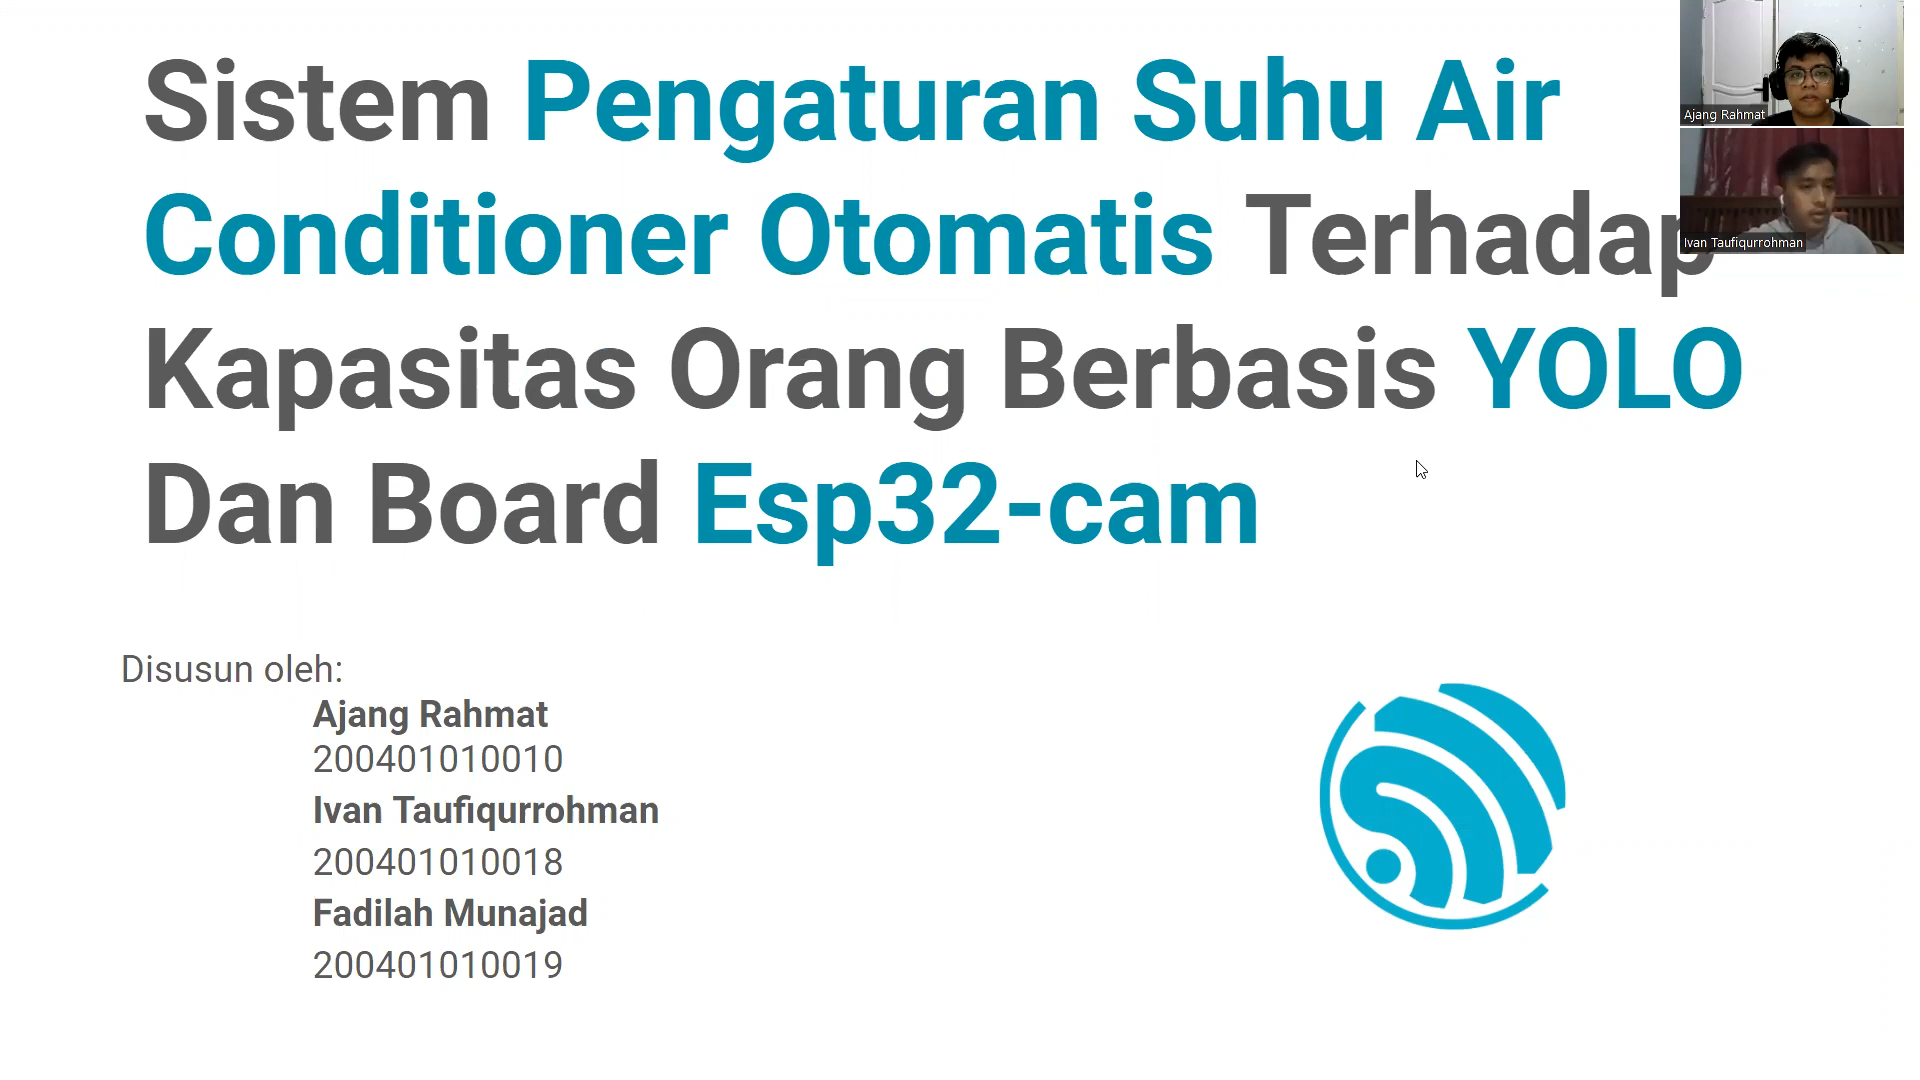 Sistem Pengaturan Suhu Air
Conditioner Otomatis Terhadap
Kapasitas Orang Berbasis YOLO
Dan Board Esp32-cam
Disusun oleh:
Ajang Rahmat
200401010010
Ivan Taufiqurrohman
200401010018
Fadilah Munajad
200401010019
Ajang Rahmat
Ivan Taufiqurrohman